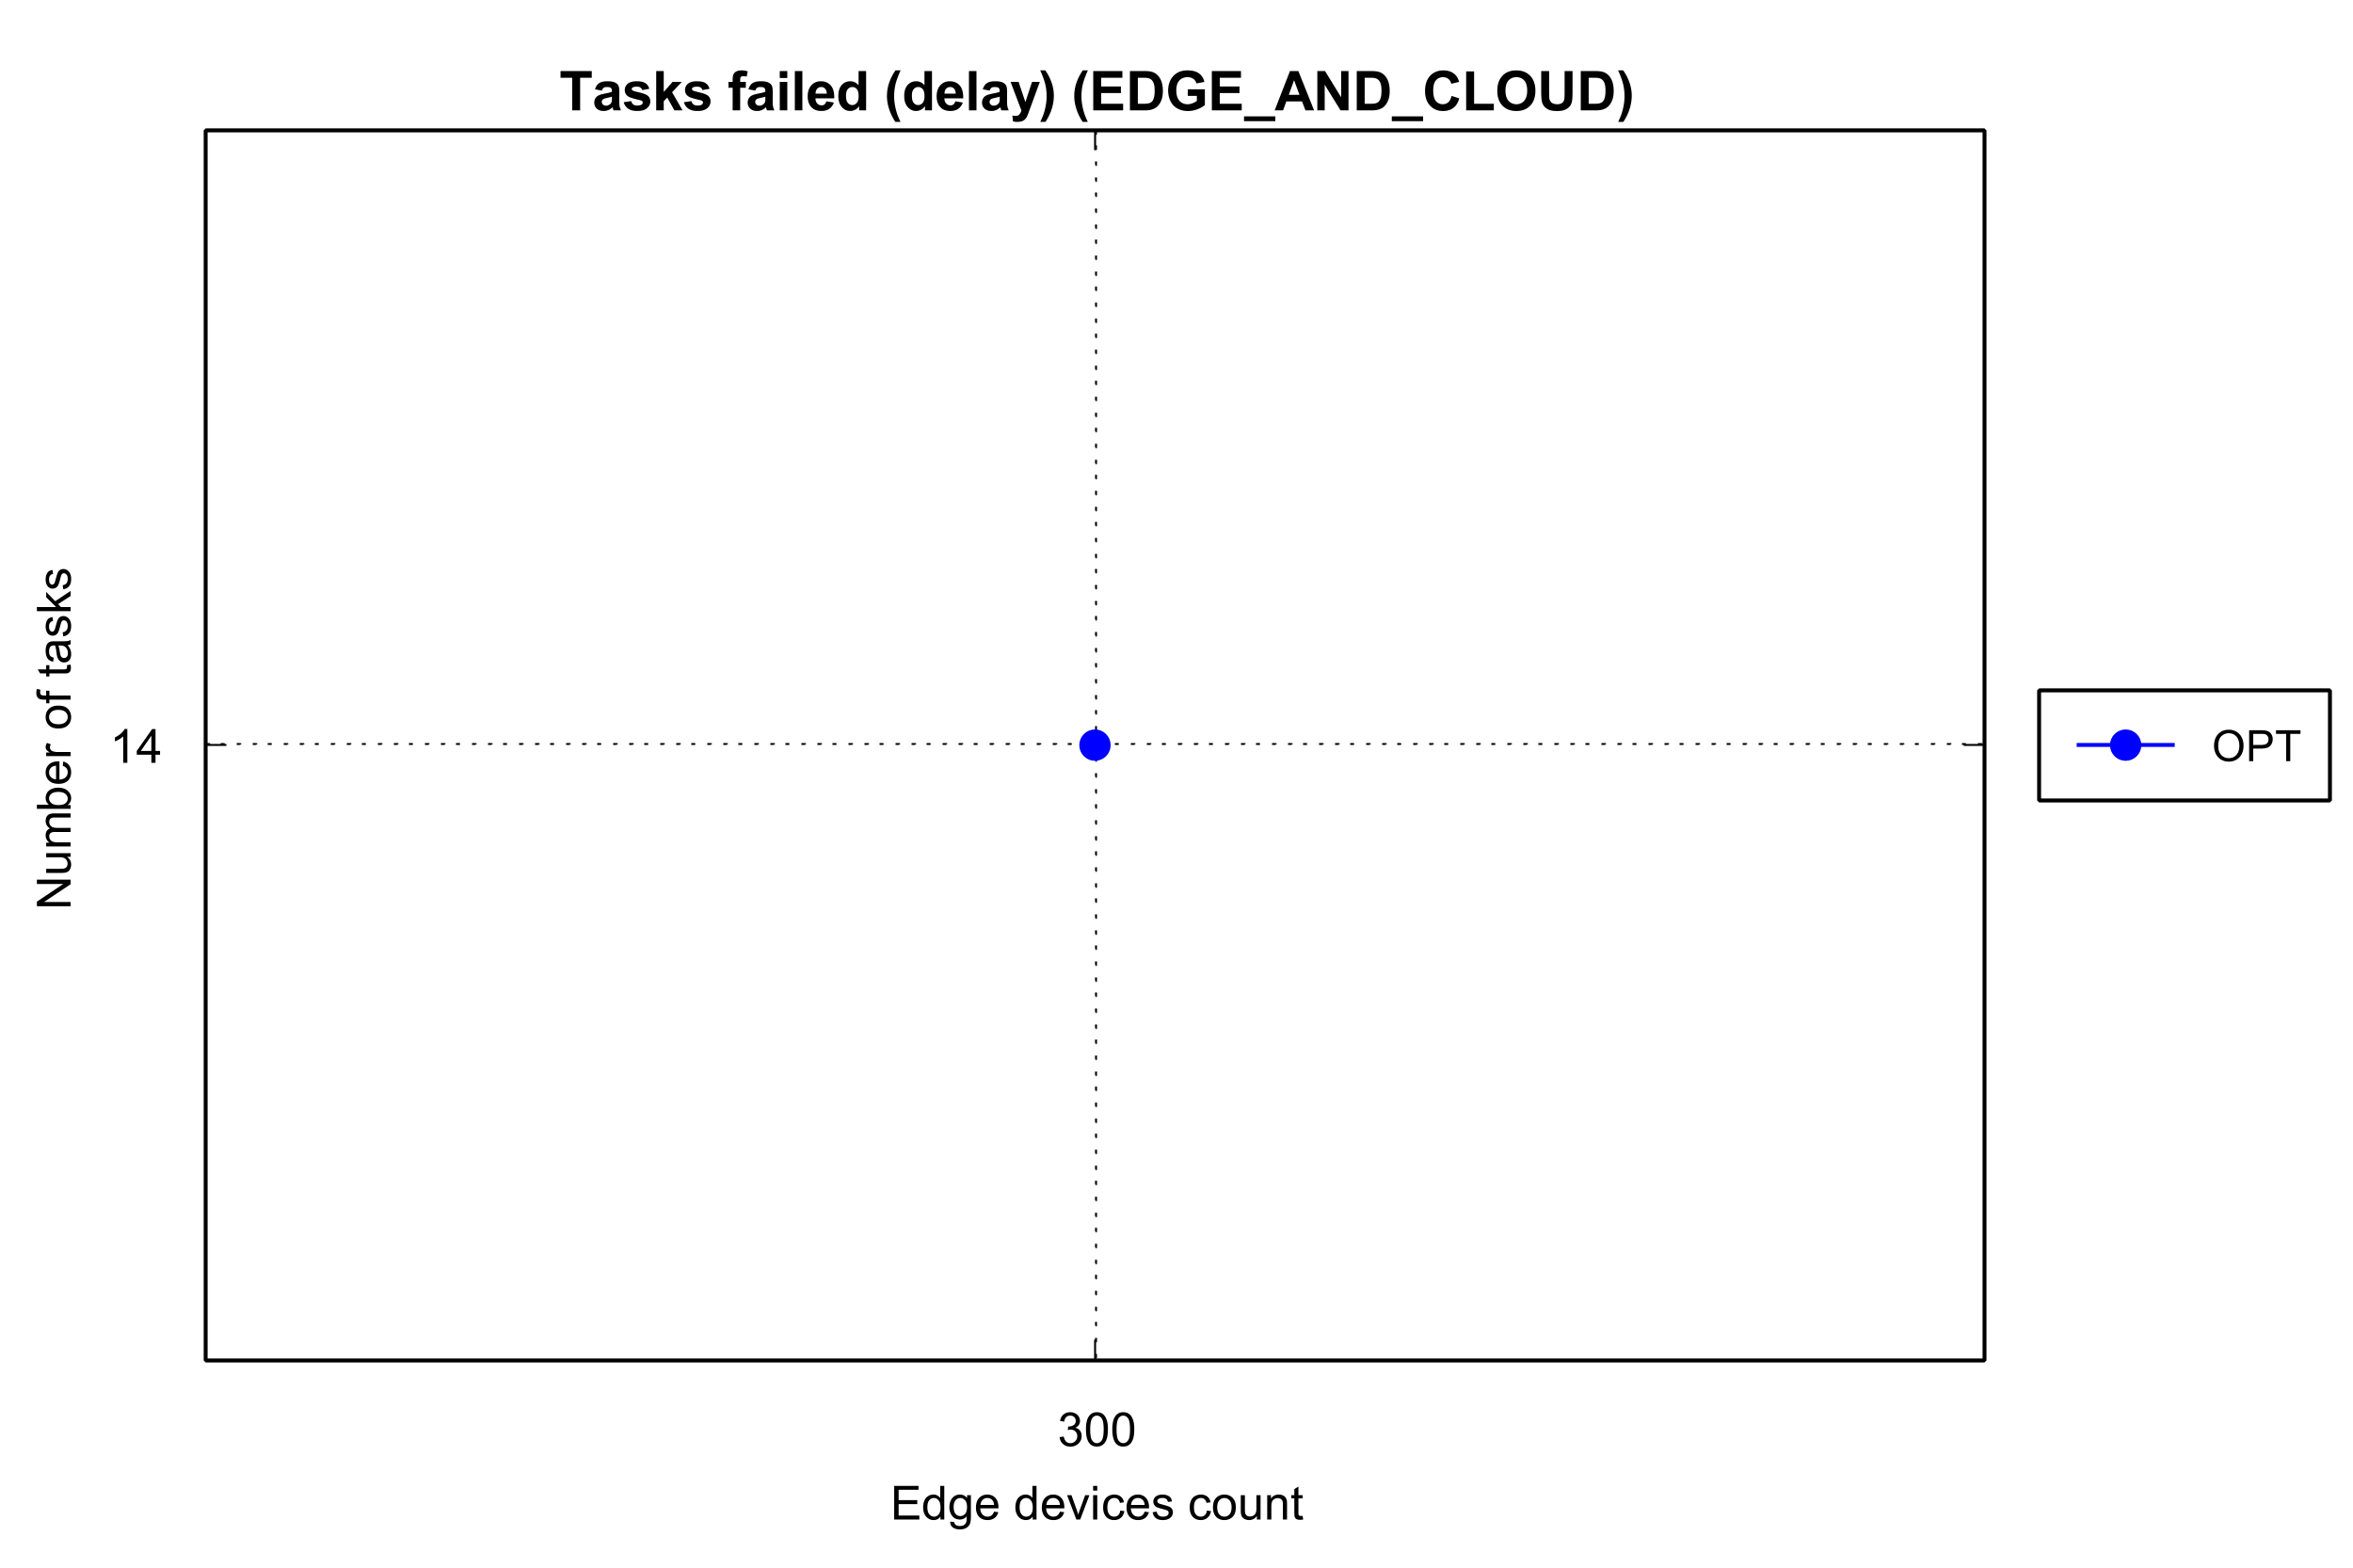 Tasks failed (delay)(EDGE_AND_CLOUD)
Number of tasks
14
OPT
300
Edge devices count